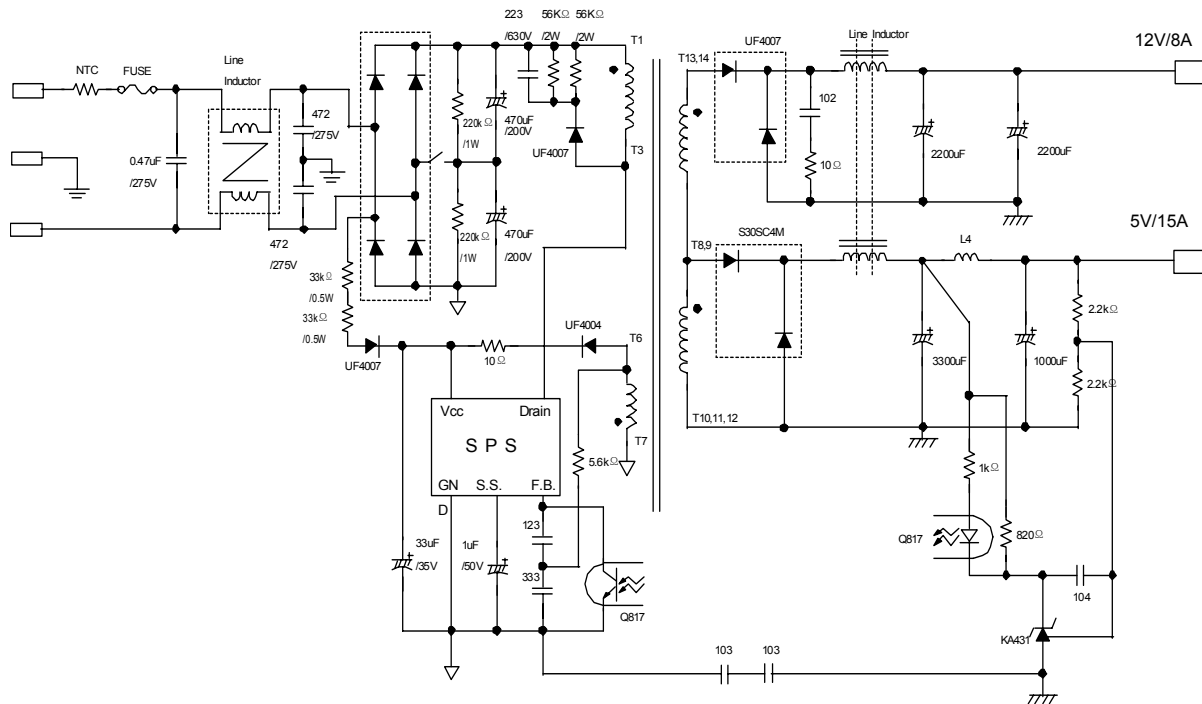 223
/630V
56KΩ
/2W
56KΩ
/2W
T1
NTC
FUSE
Line
Inductor
472
/275V
0.47uF
/275V
472
/275V
220kΩ
/1W
470uF
/200V
220kΩ
/1W
470uF
/200V
UF4007
T3
33kΩ
/0.5W
33kΩ
/0.5W
UF4007
10Ω
UF4004
T6
T7
Vcc
Drain
SPS
GN
D
S.S.
F.B.
5.6kΩ
33uF
/35V
1uF
/50V
123
333
Q817
T13,14
UF4007
Line Inductor
12V/8A
102
10Ω
2200uF
2200uF
T8,9
S30SC4M
L4
5V/15A
3300uF
1000uF
2.2kΩ
2.2kΩ
T10,11,12
1kΩ
Q817
820Ω
104
KA431
103
103